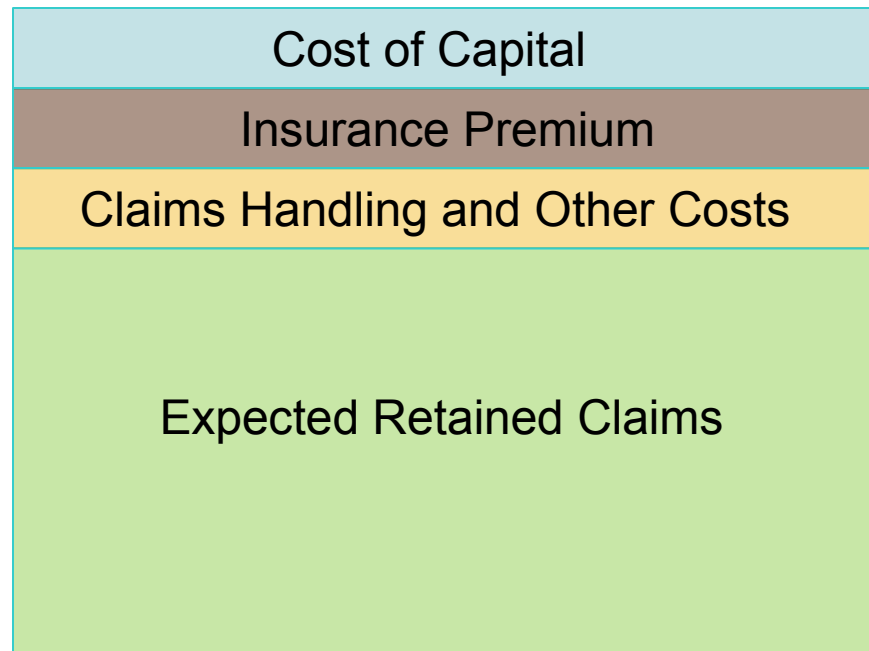 Cost of Capital
Insurance Premium
Claims Handling and Other Costs
Expected Retained Claims